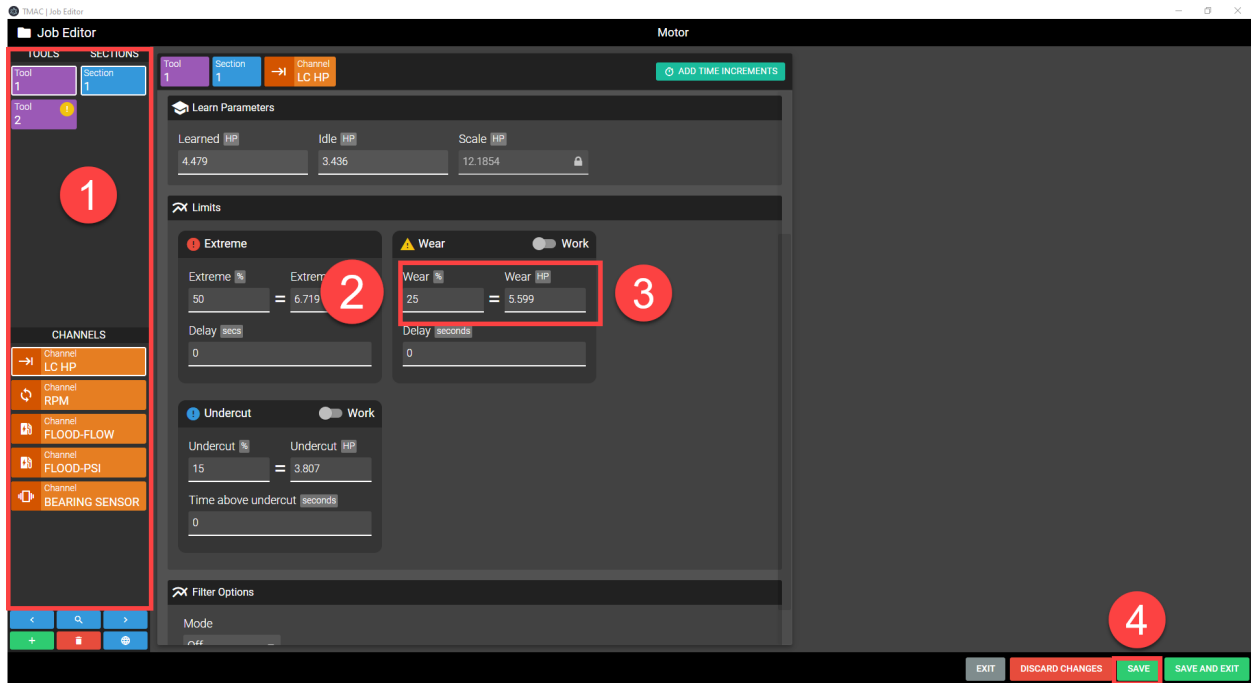 TMAC | Job Editor
Job Editor
Motor
TOOLS SECTIONS
Tool
1
Section
1
Tool
2
1
CHANNELS
Channel
LC HP
Channel
RPM
Channel
FLOOD-FLOW
Channel
FLOOD-PSI
Channel
BEARING SENSOR
Tool
1
Section
1
Channel
LC HP
ADD TIME INCREMENTS
Learn Parameters
Learned HP Idle HP Scale HP
4.479 3.436 12.1854
Limits
Extreme
Extreme % Extrem
50 = 6.719
2
Delay secs
0
Wear Work
Wear % Wear HP
25 = 5.599
3
Delay seconds
0
Undercut Work
Undercut % Undercut HP
15 = 3.807
Time above undercut seconds
0
Filter Options
Mode
Off
4
EXIT DISCARD CHANGES SAVE SAVE AND EXIT